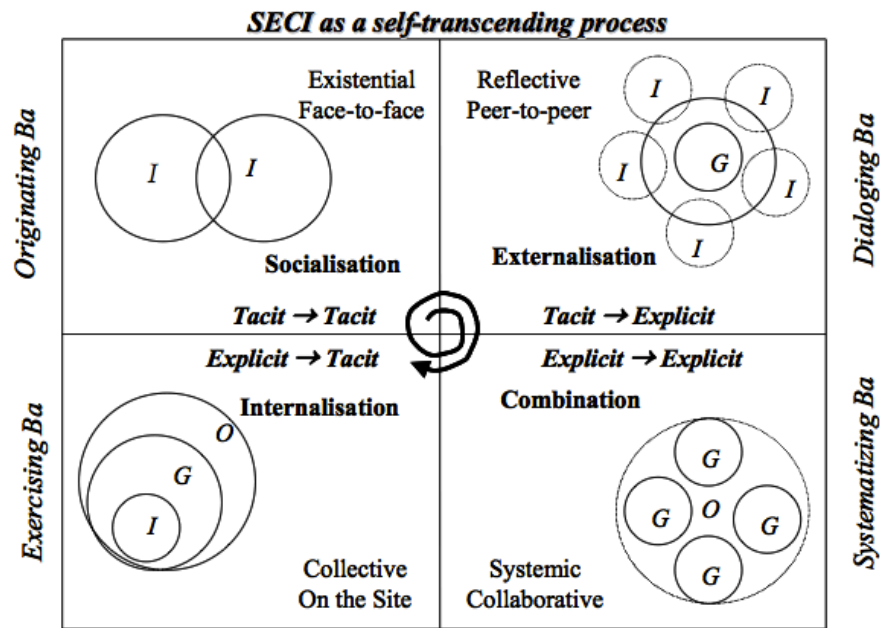 SECI as a self-transcending process
Originating Ba
Existential
Face-to-face
I
I
Socialisation
Tacit → Tacit
Reflective
Peer-to-peer
I
I
I
G
I
I
Externalisation
Tacit → Explicit
Dialoging Ba
Exercising Ba
Explicit → Tacit
Internalisation
O
G
I
Collective
On the Site
Explicit → Explicit
Combination
G
G
O
G
G
Systemic
Collaborative
Systematizing Ba